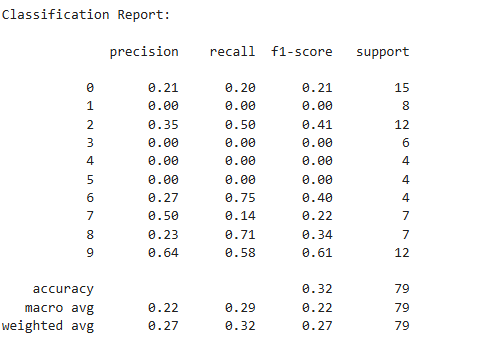 Classification Report:
precision recall f1-score support
0 0.21 0.20 0.21 15
1 0.00 0.00 0.00 8
2 0.35 0.50 0.41 12
3 0.00 0.00 0.00 6
4 0.00 0.00 0.00 4
5 0.00 0.00 0.00 4
6 0.27 0.75 0.40 4
7 0.50 0.14 0.22 7
8 0.23 0.71 0.34 7
9 0.64 0.58 0.61 12
accuracy 0.32 79
macro avg 0.22 0.29 0.22 79
weighted avg 0.27 0.32 0.27 79